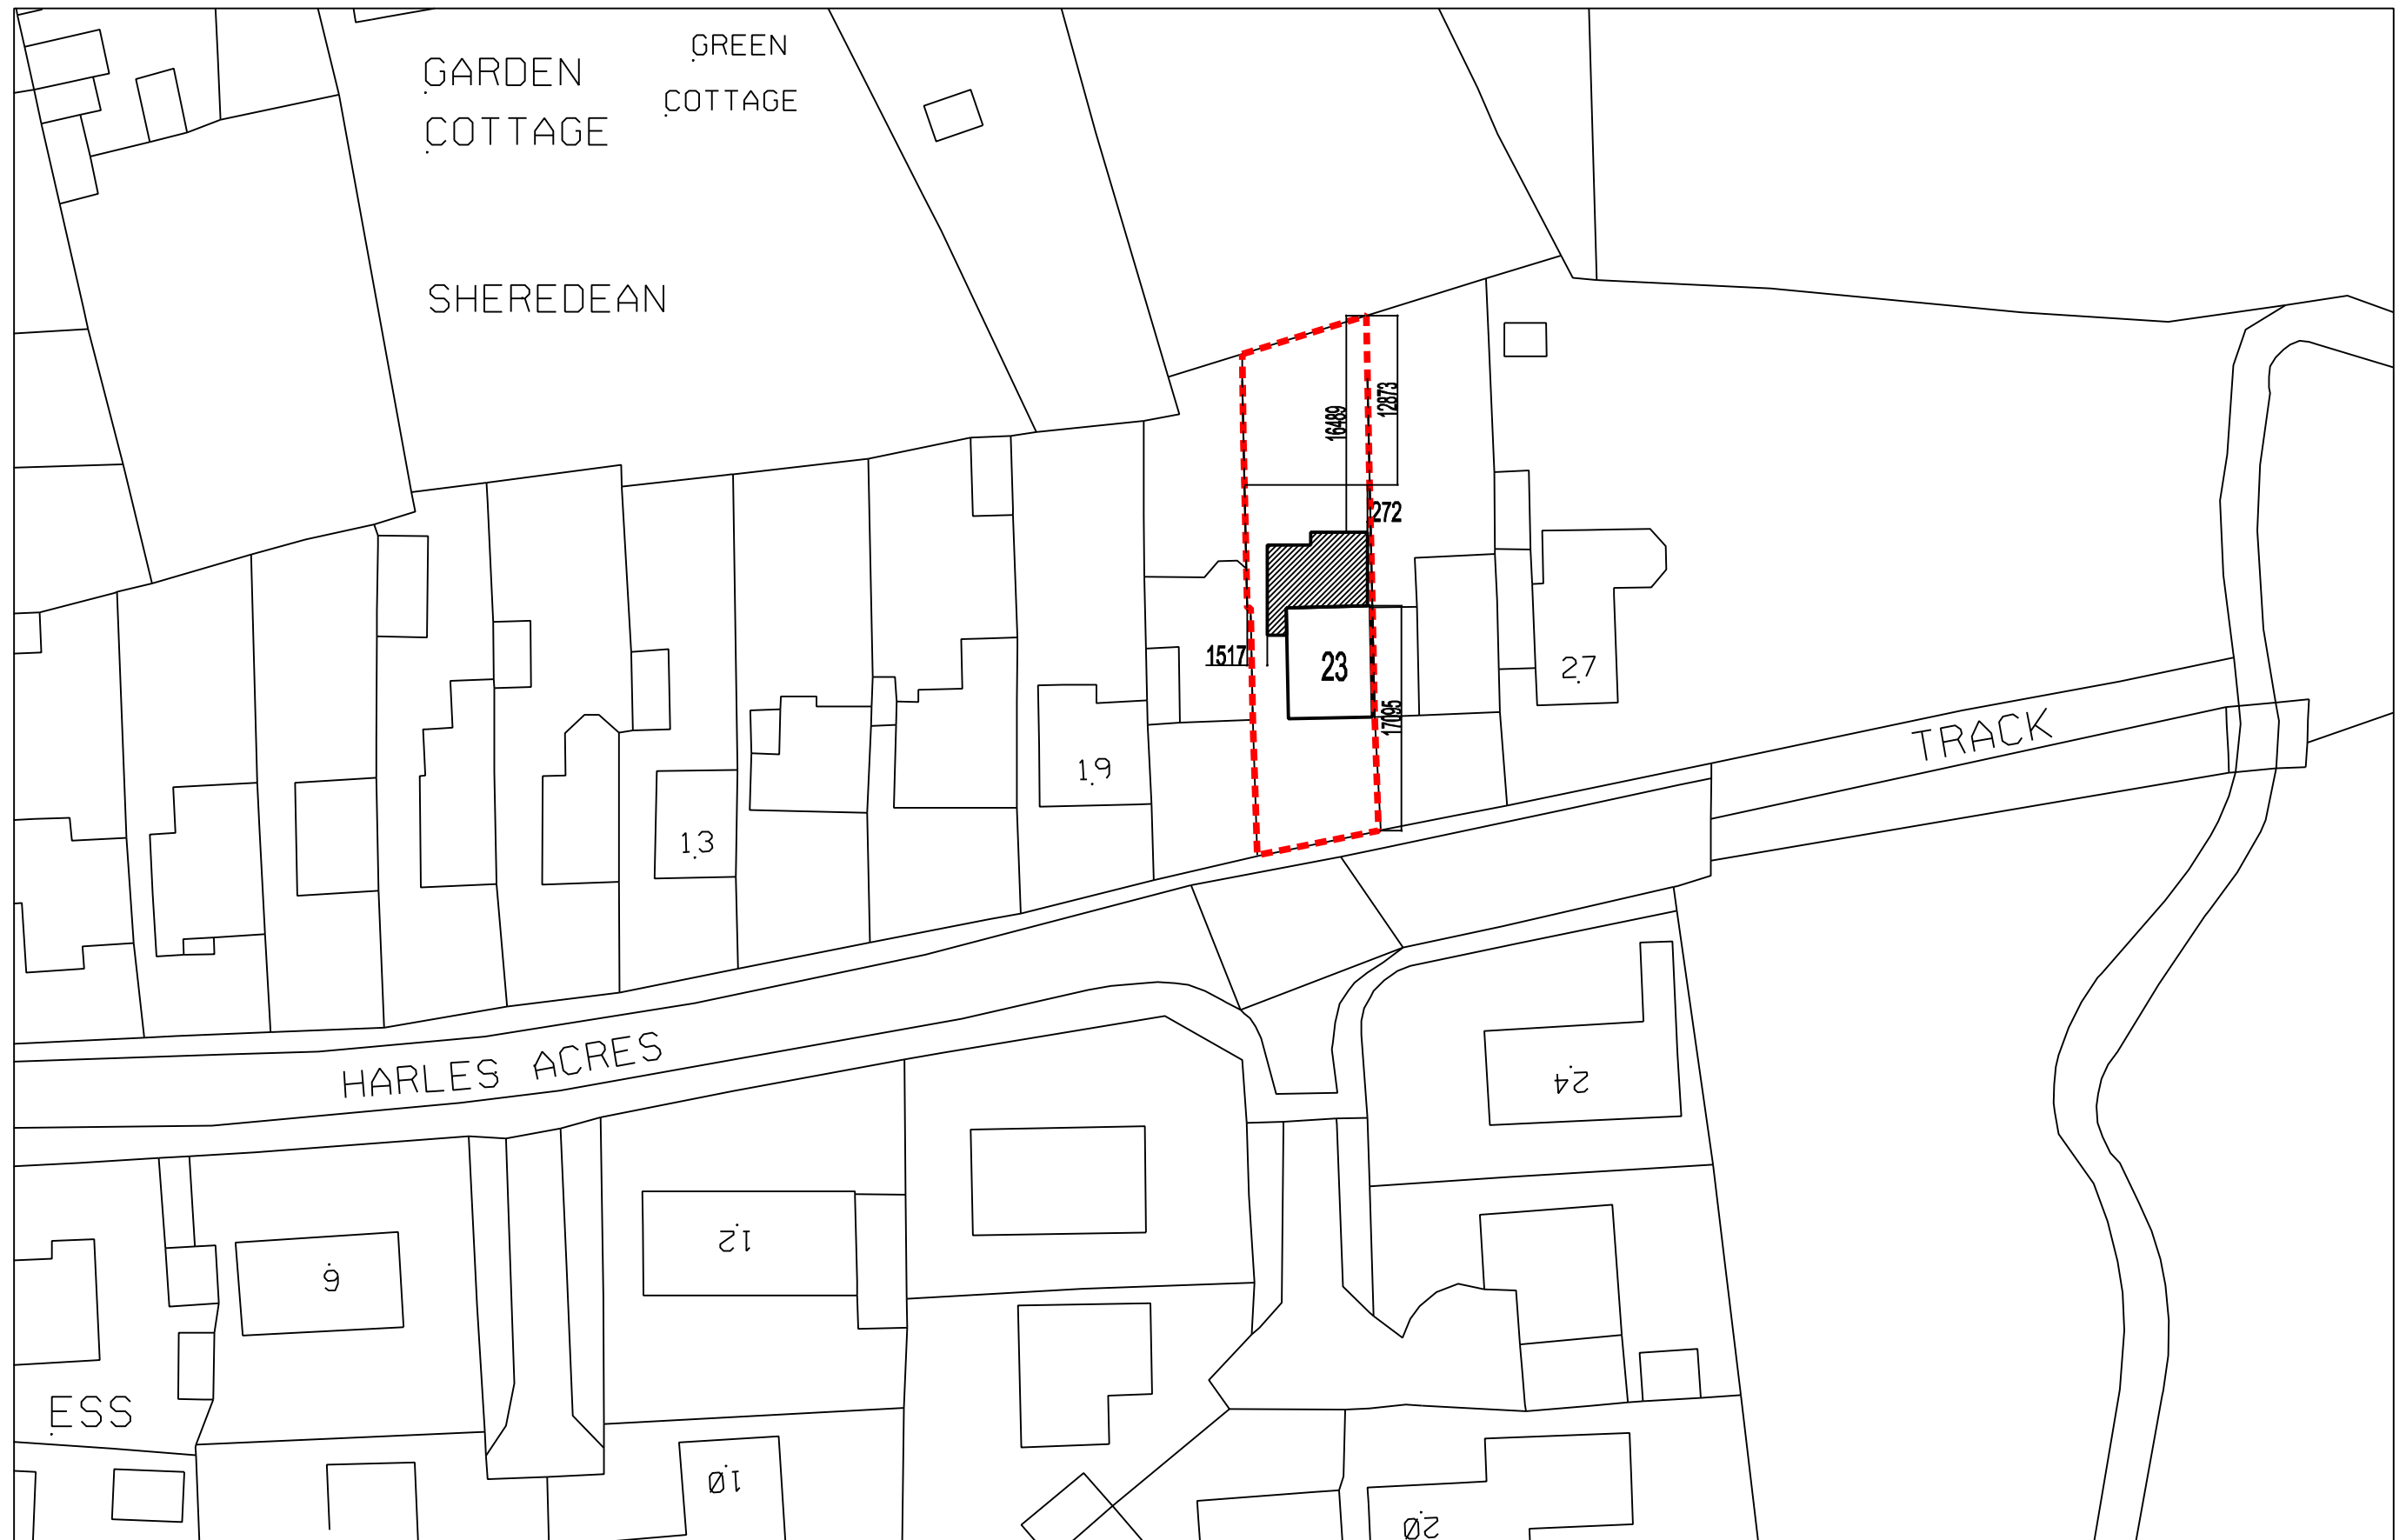 GREEN
GARDEN
COTTAGE
COTTAGE
SHEREDEAN
12873
16489
272
1517
23
27
17095
TRACK
19
13
HARLES ACRES
24
12
9
ESS
10
20